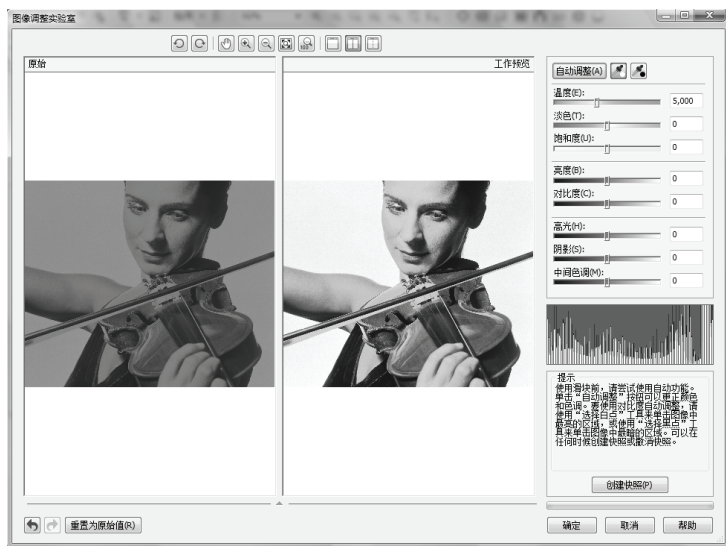 图像调整实验室
原始
工作预览
自动调整(A)
温度(E):
5,000
淡色(T):
0
饱和度(U):
0
亮度(B):
0
对比度(C):
0
高光(H):
0
阴影(S):
0
中间色调(M):
0
提示
使用滑块前，请尝试使用自动功能。
单击“自动调整”按钮可以更正颜色
和色调。要使用对比度自动调整，请
使用“选择白点”工具来单击图像中
最亮的区域，或使用“选择黑点”工
具来单击图像中最暗的区域。可以在
任何时候创建快照或撤消快照。
创建快照(P)
重置为原始值(R)
确定
取消
帮助